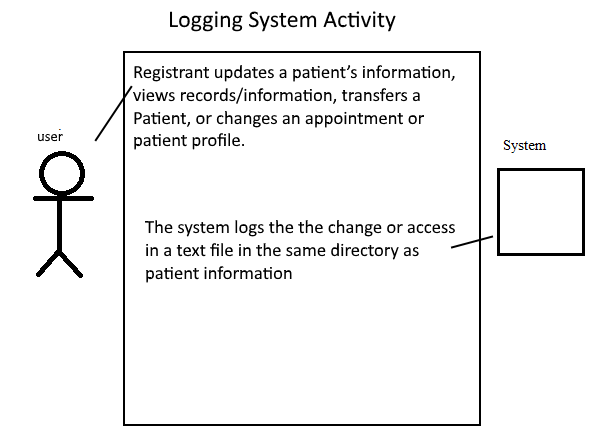 Logging System Activity
Registrant updates a patient's information,
views records/information, transfers a
Patient, or changes an appointment or
patient profile.
user
System
The system logs the the change or access
in a text file in the same directory as
patient information